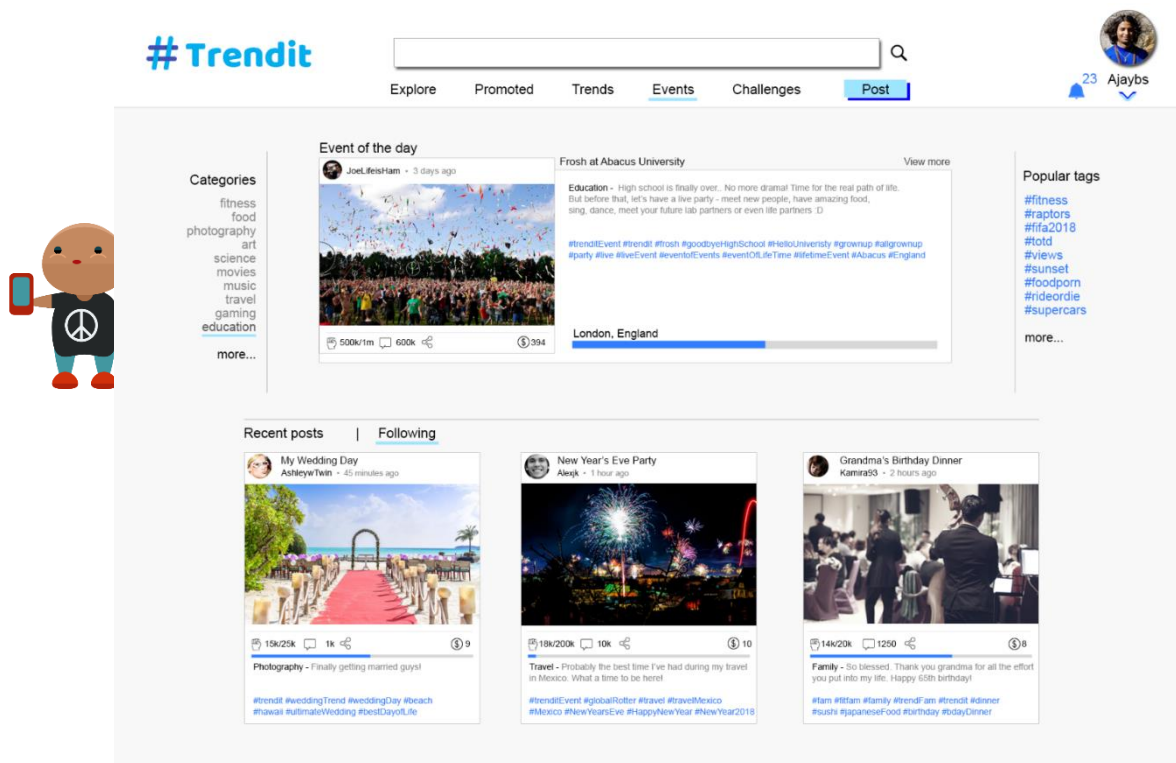 # Trendit
Explore Promoted Trends Events Challenges Post
23 Ajaybs
Categories
fitness
food
photography
art
science
movies
music
travel
gaming
education
more...
Event of the day
JoeLifeisHam • 3 days ago
500k/1m 600k $ 394
Frosh at Abacus University View more
Education - High school is finally over.. No more drama! Time for the real path of life.
But before that, let's have a live party - meet new people, have amazing food,
sing, dance, meet your future lab partners or even life partners :D
#trenditEvent #trendit #frosh #goodbyeHighSchool #HelloUniveristy #grownup #allgrownup
#party #live #liveEvent #eventofEvents #eventOfLifeTime #lifetimeEvent #Abacus #England
London, England
Popular tags
#fitness
#raptors
#fifa2018
#totd
#views
#sunset
#foodporn
#rideordie
#supercars
more...
Recent posts | Following
My Wedding Day
AshleywTwin • 45 minutes ago
15k/25k 1k $ 9
Photography - Finally getting married guys!
#trendit #weddingTrend #weddingDay #beach
#hawaii #ultimateWedding #bestDayofLife
New Year's Eve Party
Alexjk • 1 hour ago
18k/200k 10k $ 10
Travel - Probably the best time I've had during my travel
in Mexico. What a time to be here!
#trenditEvent #globalRotter #travel #travelMexico
#Mexico #NewYearsEve #HappyNewYear #NewYear2018
Grandma's Birthday Dinner
Kamira93 • 2 hours ago
14k/20k 1250 $ 8
Family - So blessed. Thank you grandma for all the effort
you put into my life. Happy 65th birthday!
#fam #fitfam #family #trendFam #trendit #dinner
#sushi #japaneseFood #birthday #bdayDinner